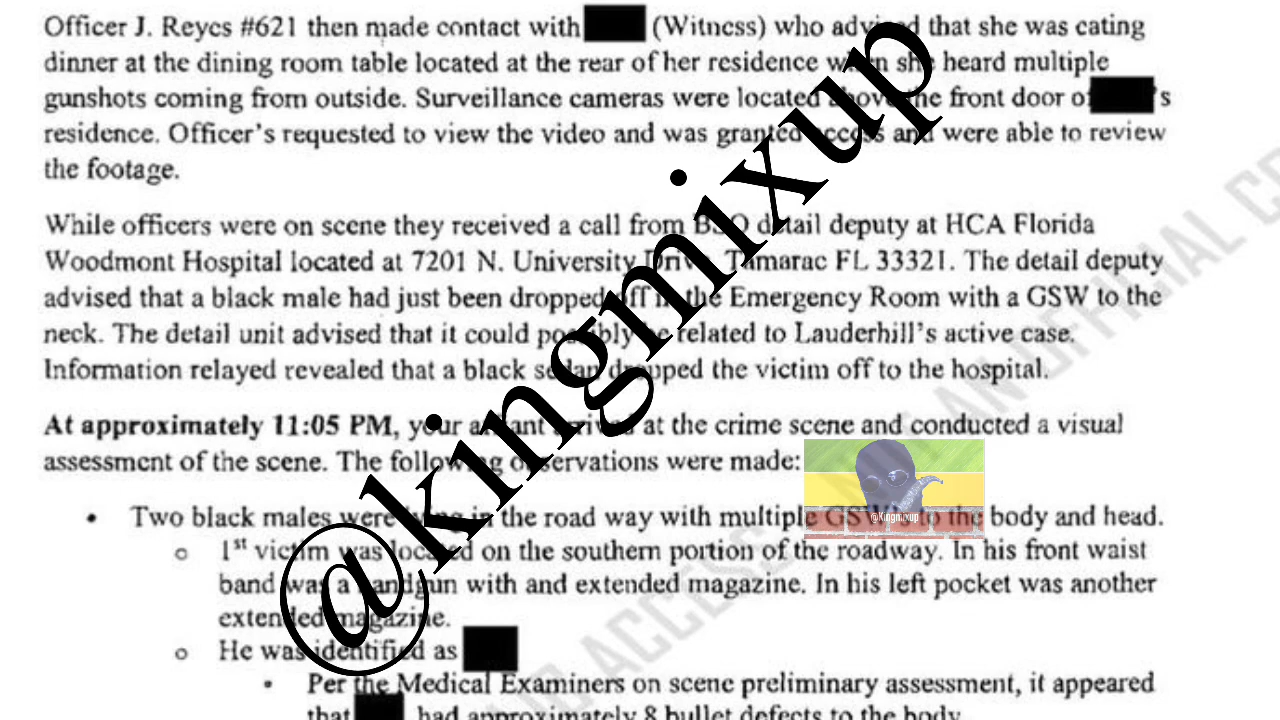 Officer J. Reyes #621 then made contact with (Witness) who advised that she was eating
dinner at the dining room table located at the rear of her residence when she heard multiple
gunshots coming from outside. Surveillance cameras were located above the front door of 's
residence. Officer's requested to view the video and was granted access and were able to review
the footage.
While officers were on scene they received a call from BSO detail deputy at HCA Florida
Woodmont Hospital located at 7201 N. University Drive, Tamarac FL 33321. The detail deputy
advised that a black male had just been dropped off in the Emergency Room with a GSW to the
neck. The detail unit advised that it could possibly be related to Lauderhill's active case.
Information relayed revealed that a black sedan dropped the victim off to the hospital.
At approximately 11:05 PM, your affiant arrived at the crime scene and conducted a visual
assessment of the scene. The following observations were made:
• Two black males were lying in the road way with multiple GSW's to the body and head.
o 1st victim was located on the southern portion of the roadway. In his front waist
band was a handgun with and extended magazine. In his left pocket was another
extended magazine.
o He was identified as
▪ Per the Medical Examiners on scene preliminary assessment, it appeared
that had approximately 8 bullet defects to the body.
@kingmixup
@Kingmixup
AN OFFICIAL
ACCESS